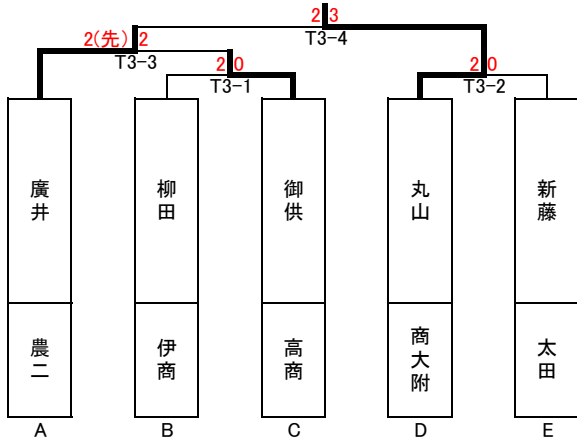 2 3
T3-4
2(先) 2
T3-3
2 0
T3-1
2 0
T3-2
廣井
柳田
御供
丸山
新藤
農二
伊商
高商
商大附
太田
A
B
C
D
E